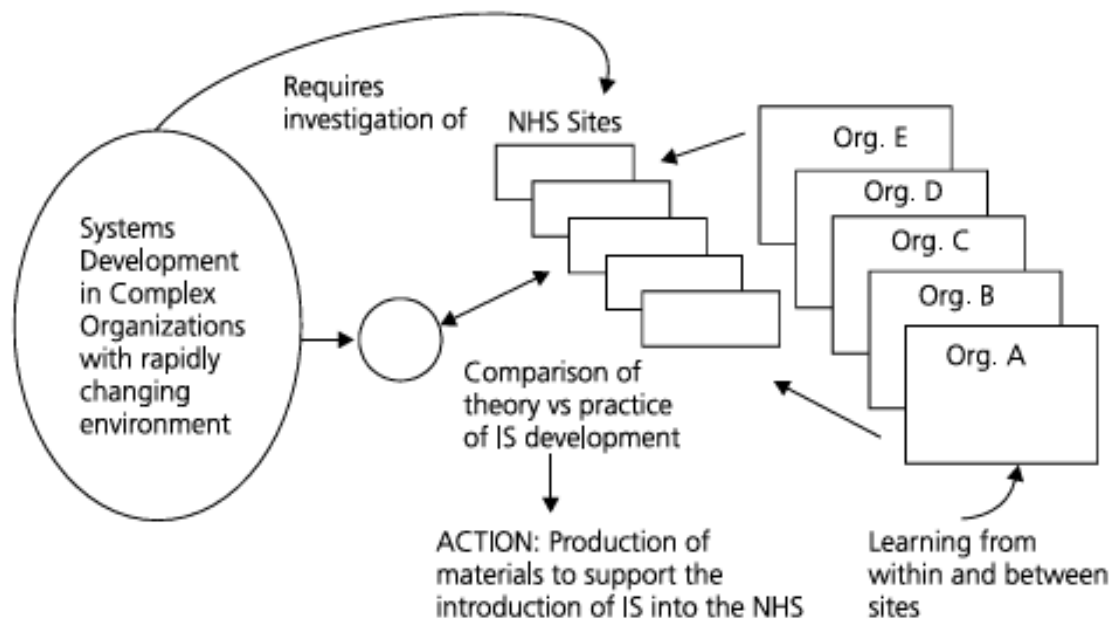 Requires
investigation of
NHS Sites
Org. E
Org. D
Org. C
Org. B
Org. A
Systems
Development
in Complex
Organizations
with rapidly
changing
environment
Comparison of
theory vs practice
of IS development
ACTION: Production of
materials to support the
introduction of IS into the NHS
Learning from
within and between
sites